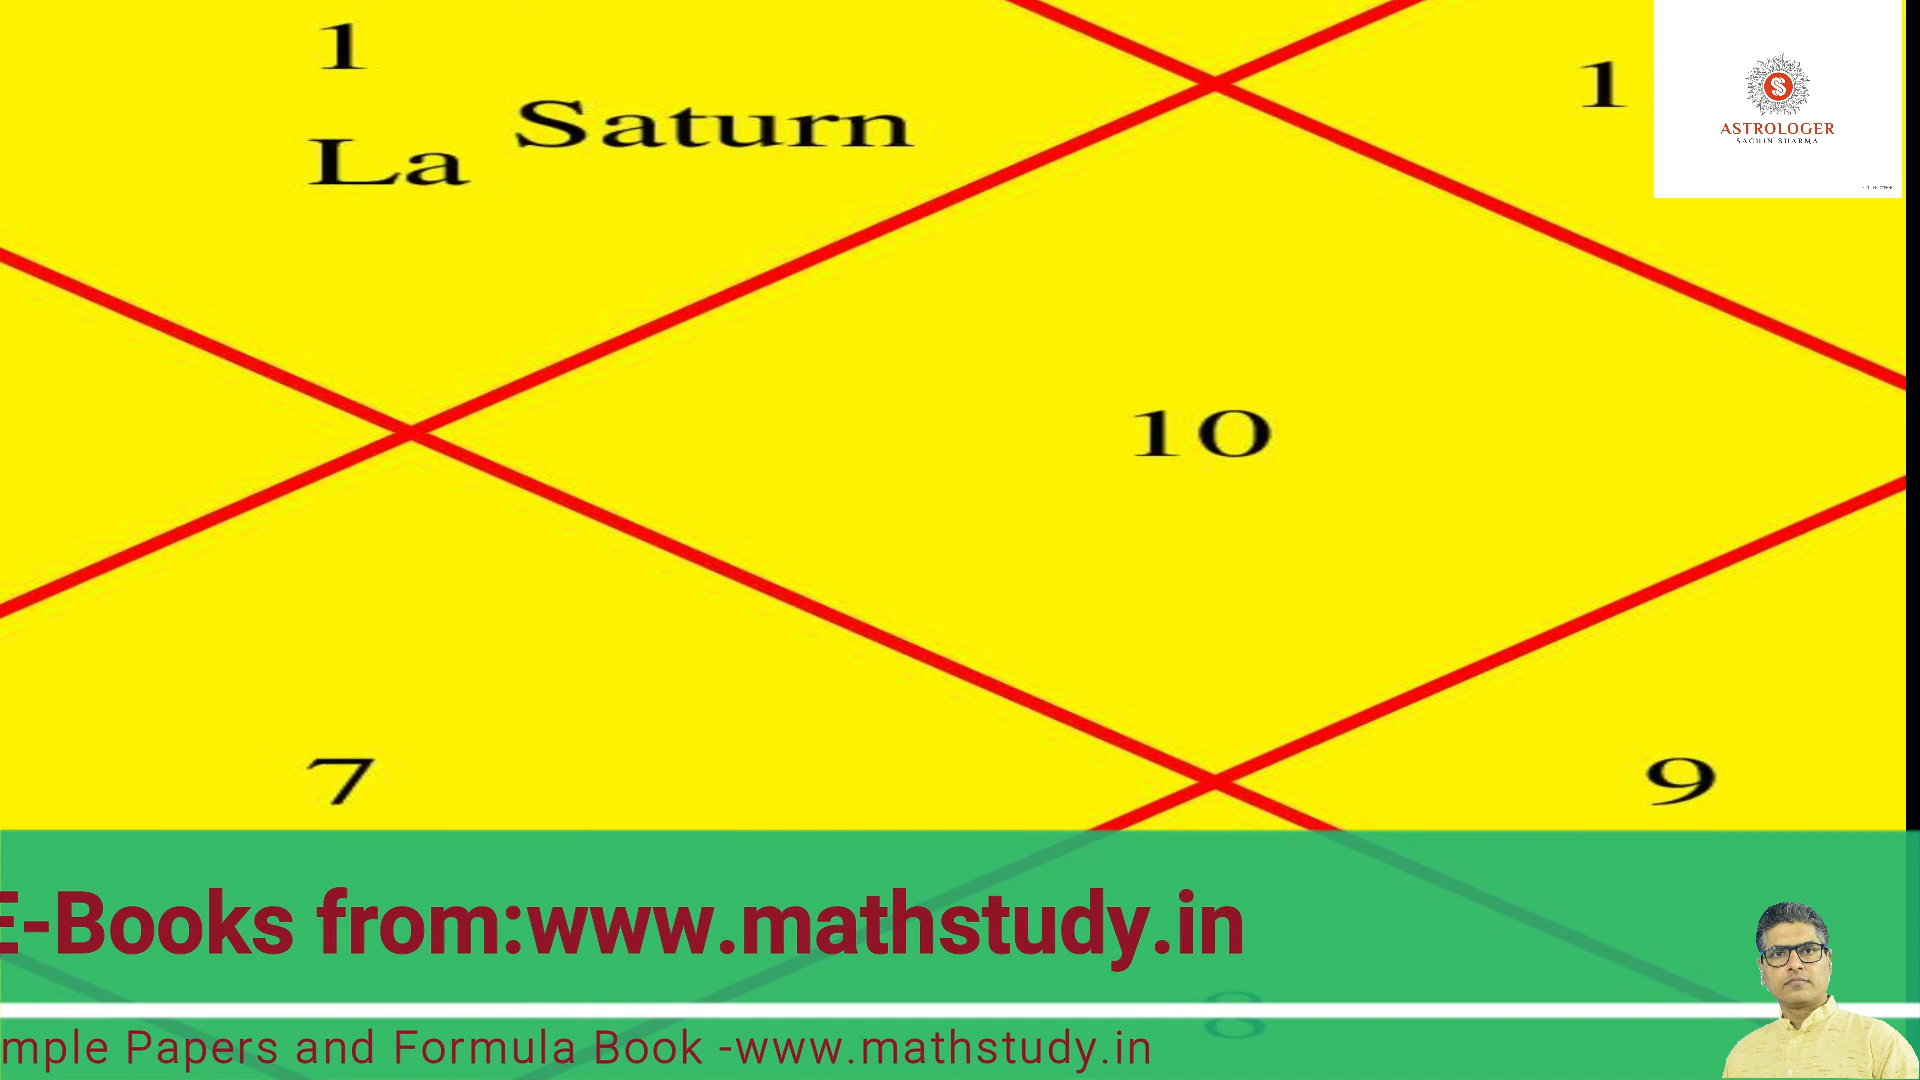 1
La Saturn
1
S
ASTROLOGER
SACHIN SHARMA
10
7
9
E-Books from:www.mathstudy.in
8
mple Papers and Formula Book -www.mathstudy.in